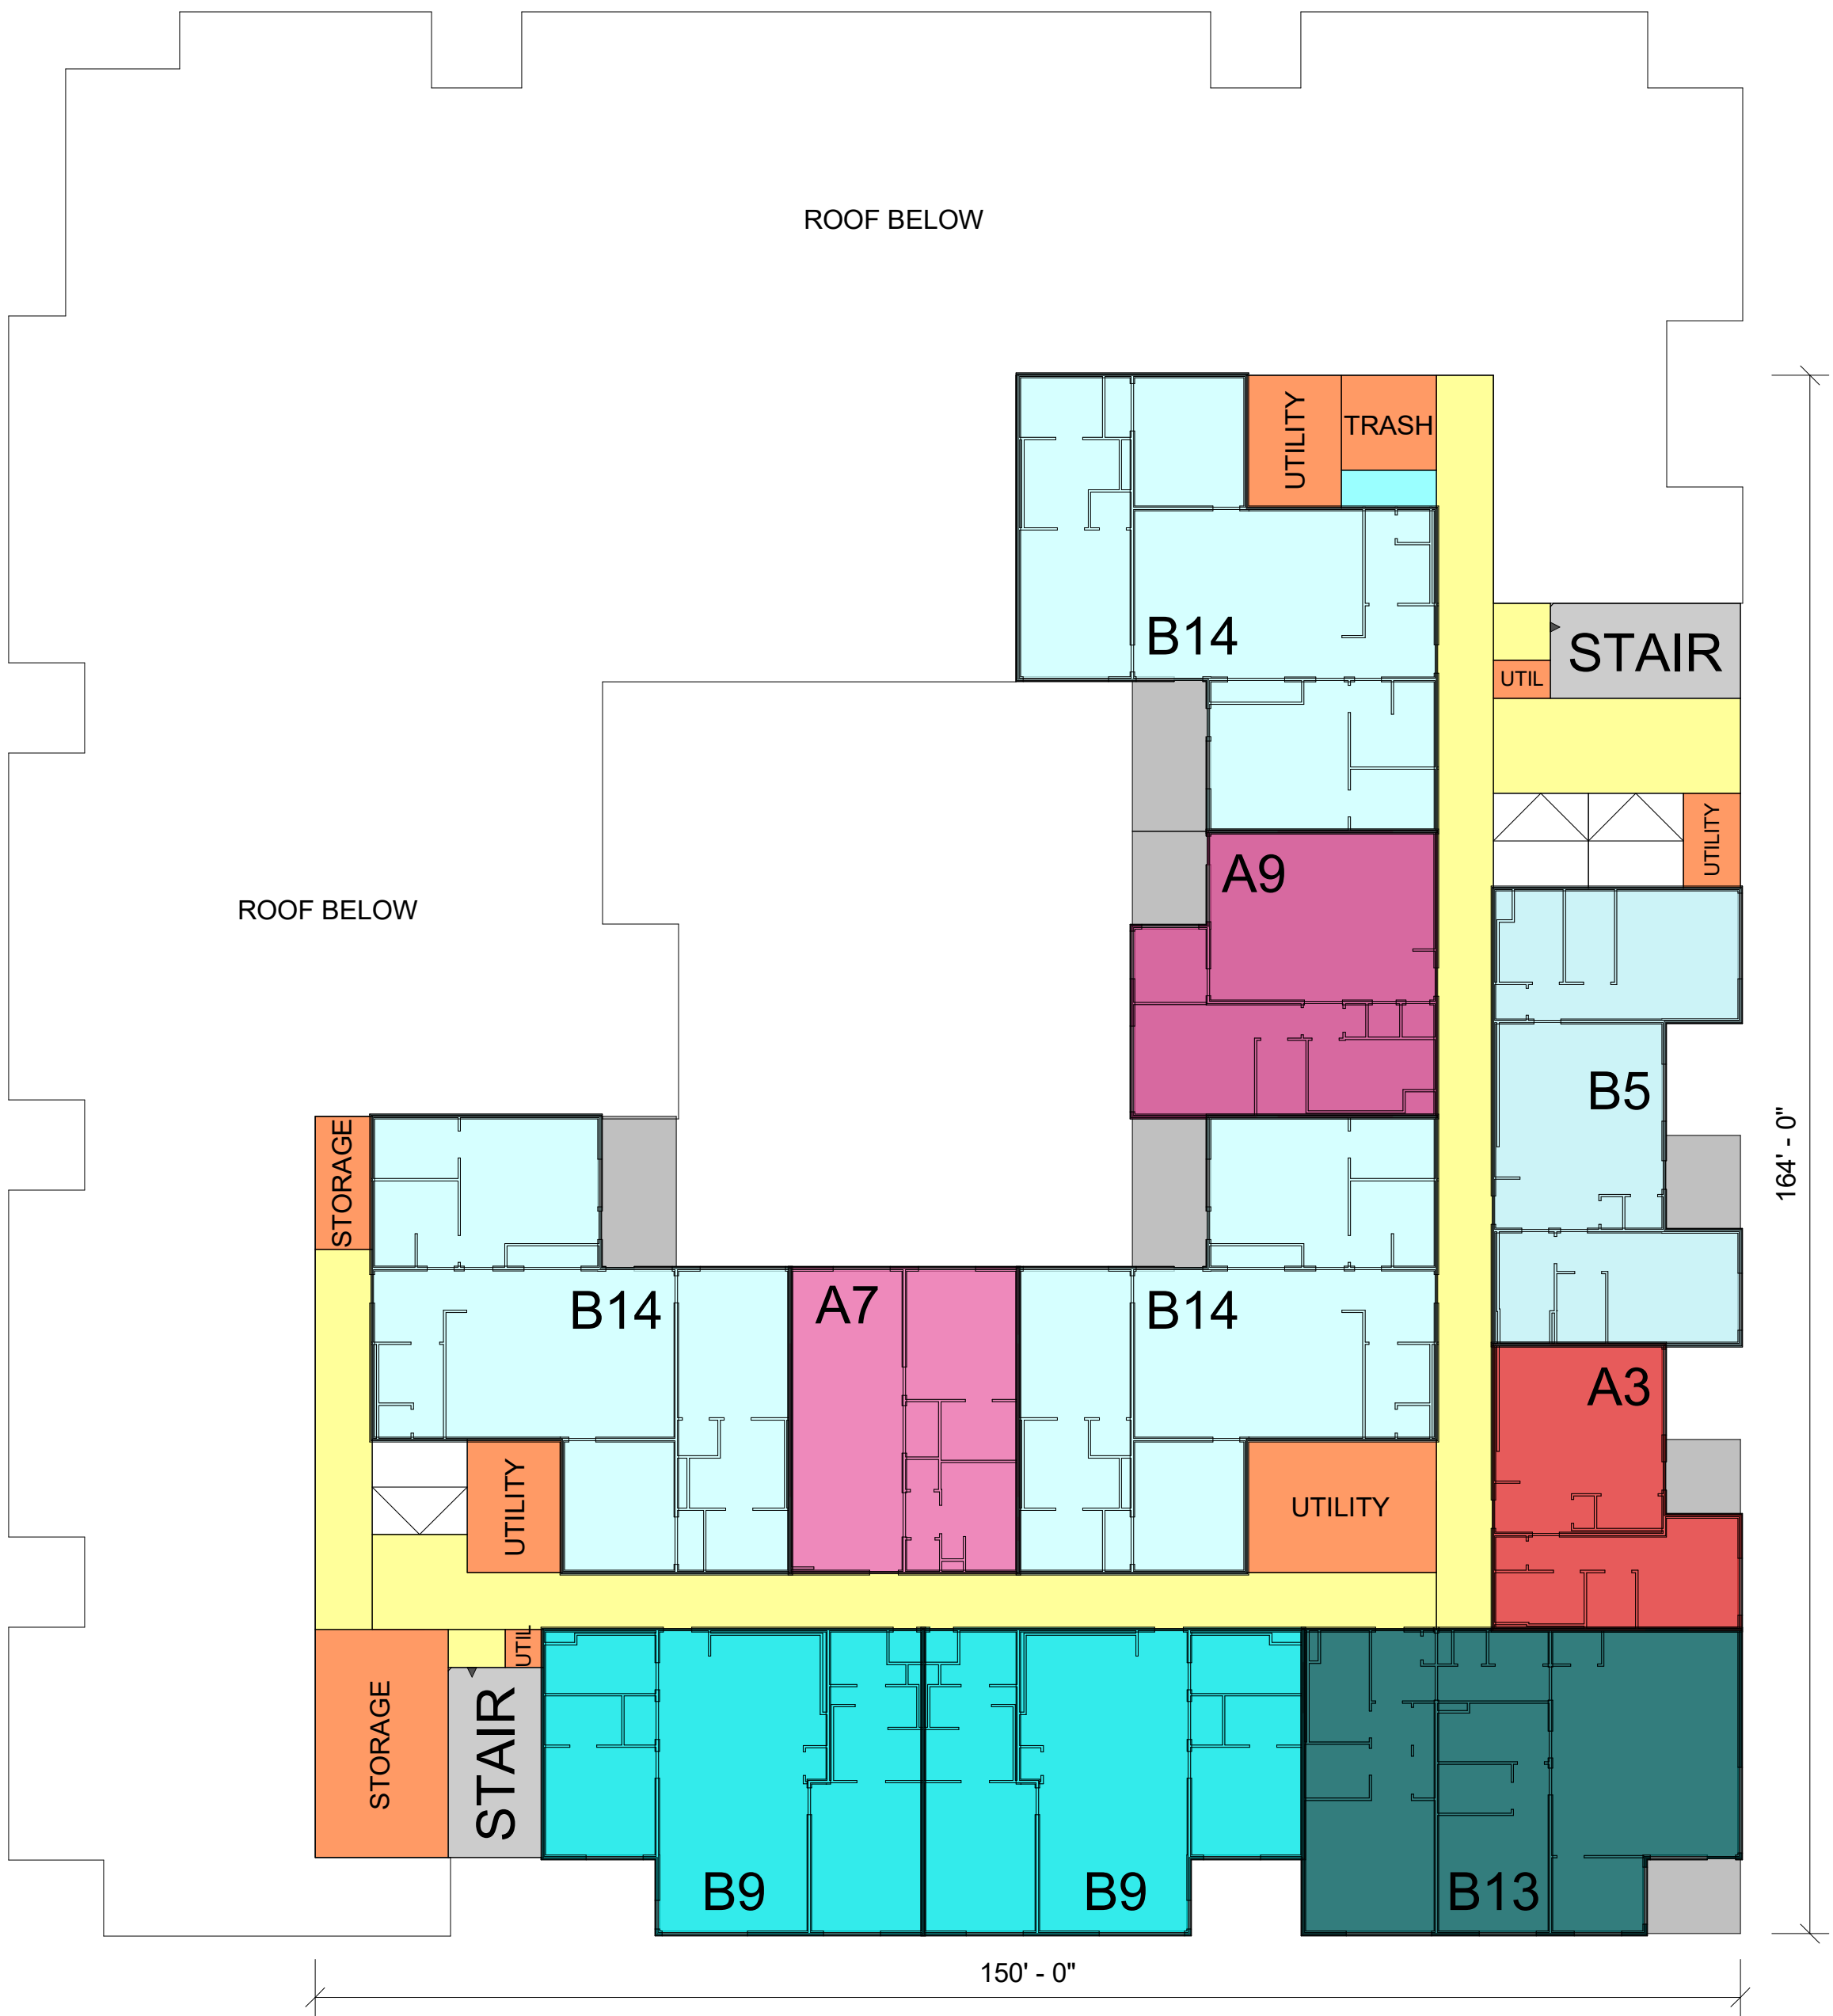 ROOF BELOW
UTILITY
TRASH
B14
STAIR
UTIL
UTILITY
A9
ROOF BELOW
B5
164' - 0"
STORAGE
B14
A7
B14
A3
UTILITY
UTILITY
UTIL
STORAGE
STAIR
B9
B9
B13
150' - 0"